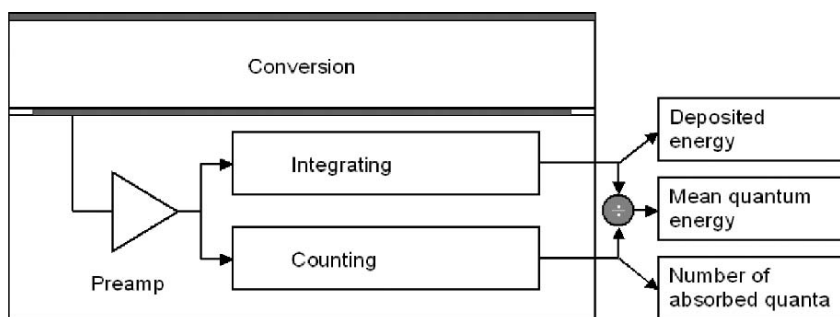 Conversion
Integrating
Counting
Preamp
Deposited
energy
÷
Mean quantum
energy
Number of
absorbed quanta